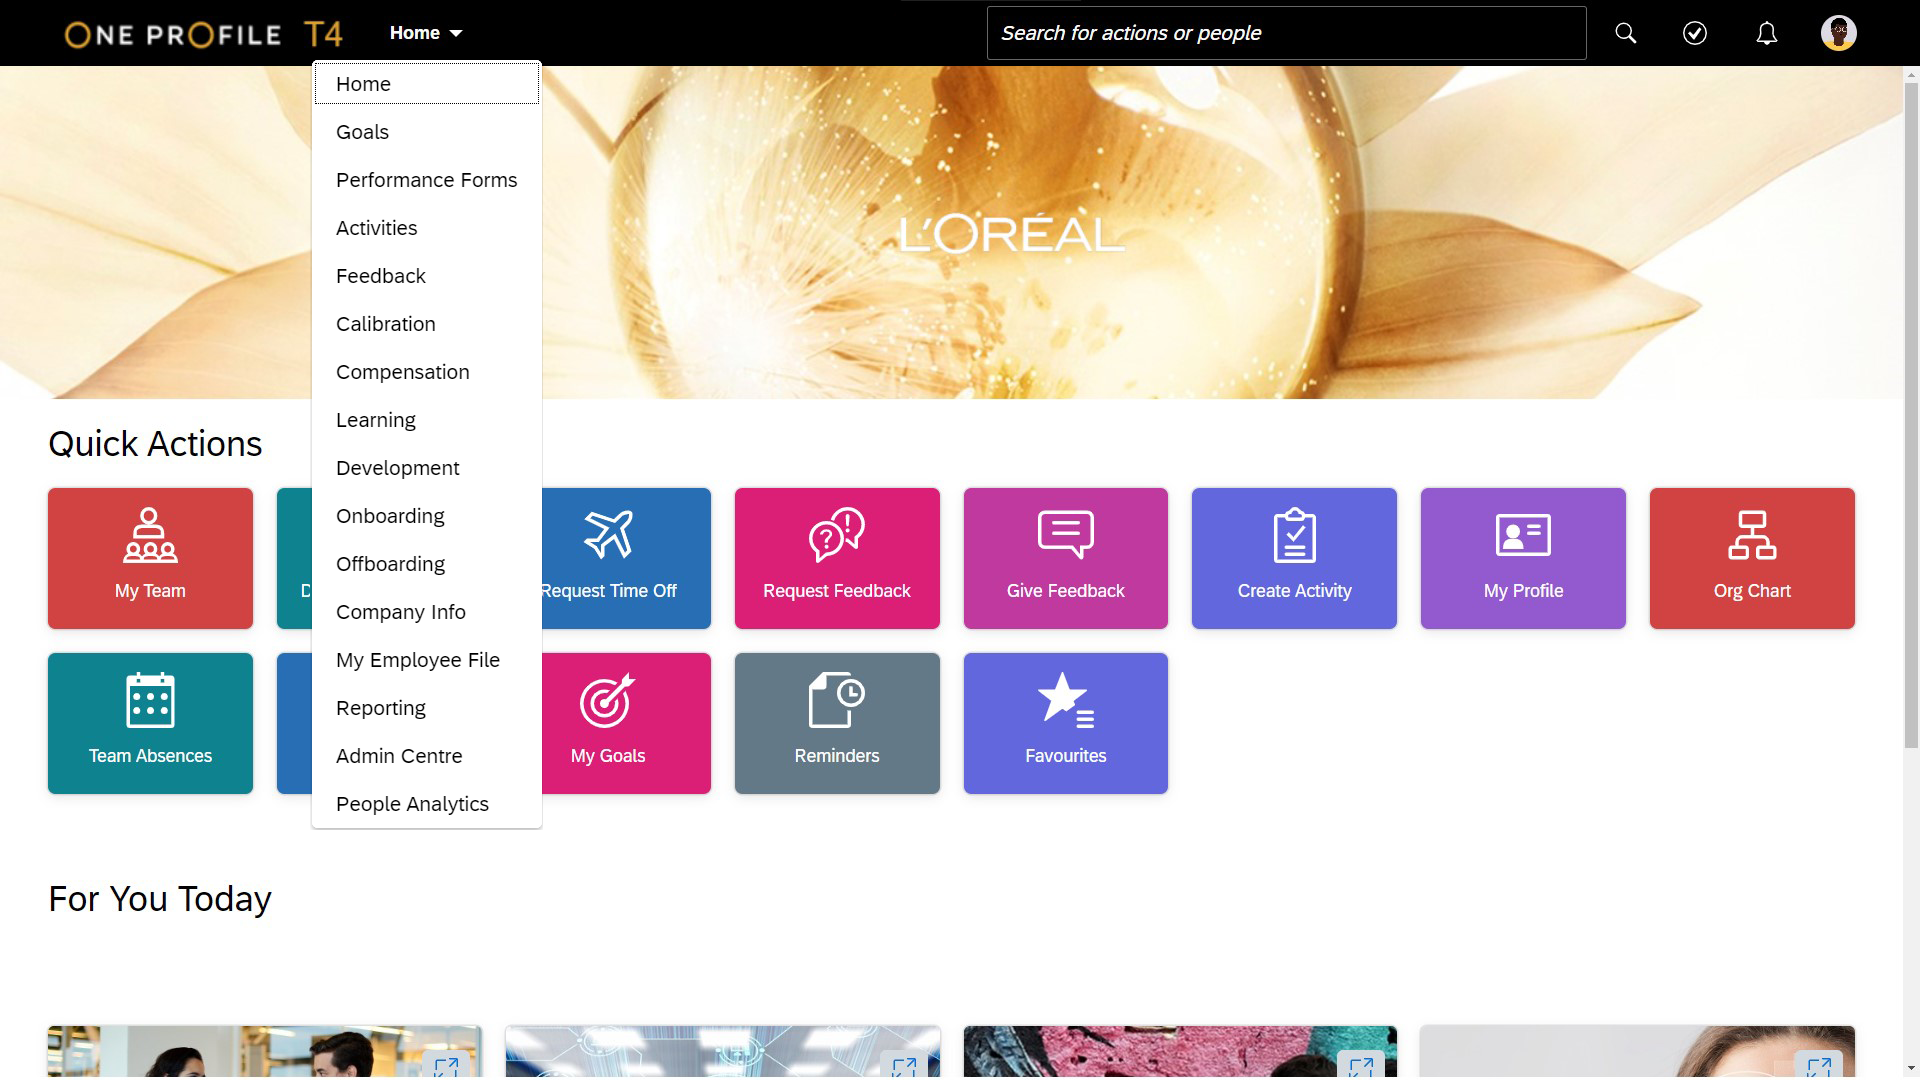 ONE PROFILE T4
Home
Search for actions or people
Home
Goals
Performance Forms
Activities
Feedback
Calibration
Compensation
Learning
Development
Onboarding
Offboarding
Company Info
My Employee File
Reporting
Admin Centre
People Analytics
L'ORÉAL
Quick Actions
My Team
D
Request Time Off
Request Feedback
Give Feedback
Create Activity
My Profile
Org Chart
Team Absences
My Goals
Reminders
Favourites
For You Today